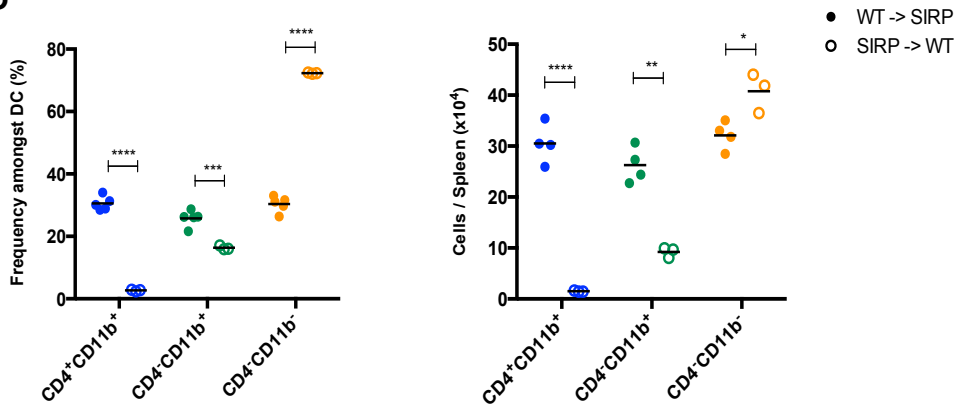 WT -> SIRP
SIRP -> WT
Frequency amongst DC (%)
80
60
40
20
0
****
***
****
CD4⁺CD11b⁺
CD4⁻CD11b⁺
CD4⁻CD11b⁻
Cells / Spleen (x10⁴)
50
40
30
20
10
0
****
**
*
CD4⁺CD11b⁺
CD4⁻CD11b⁺
CD4⁻CD11b⁻